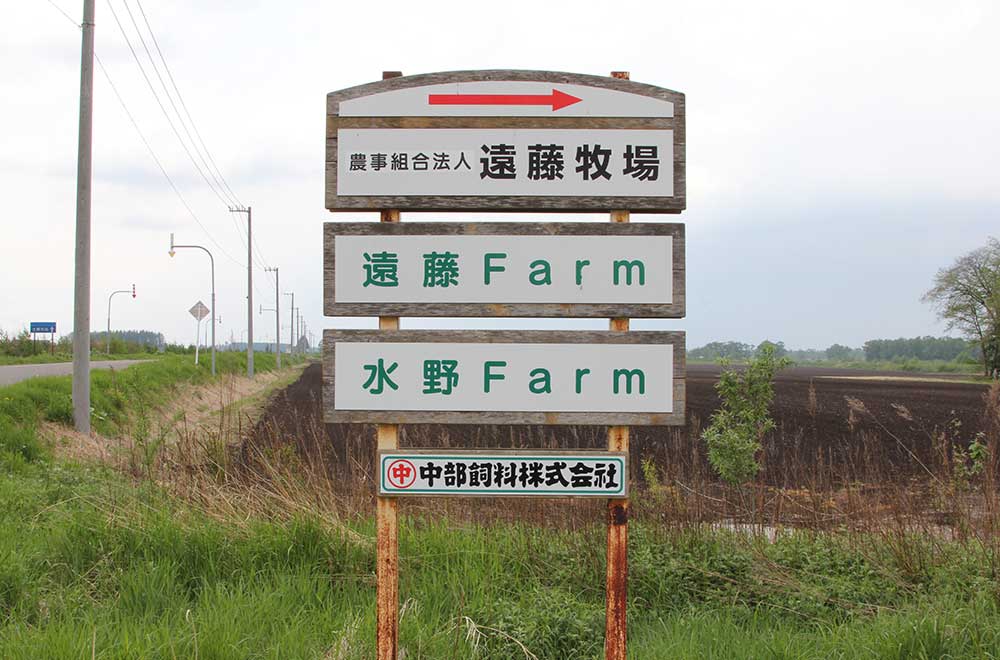 農事組合法人 遠藤牧場
遠藤Farm
水野Farm
中 中部飼料株式会社